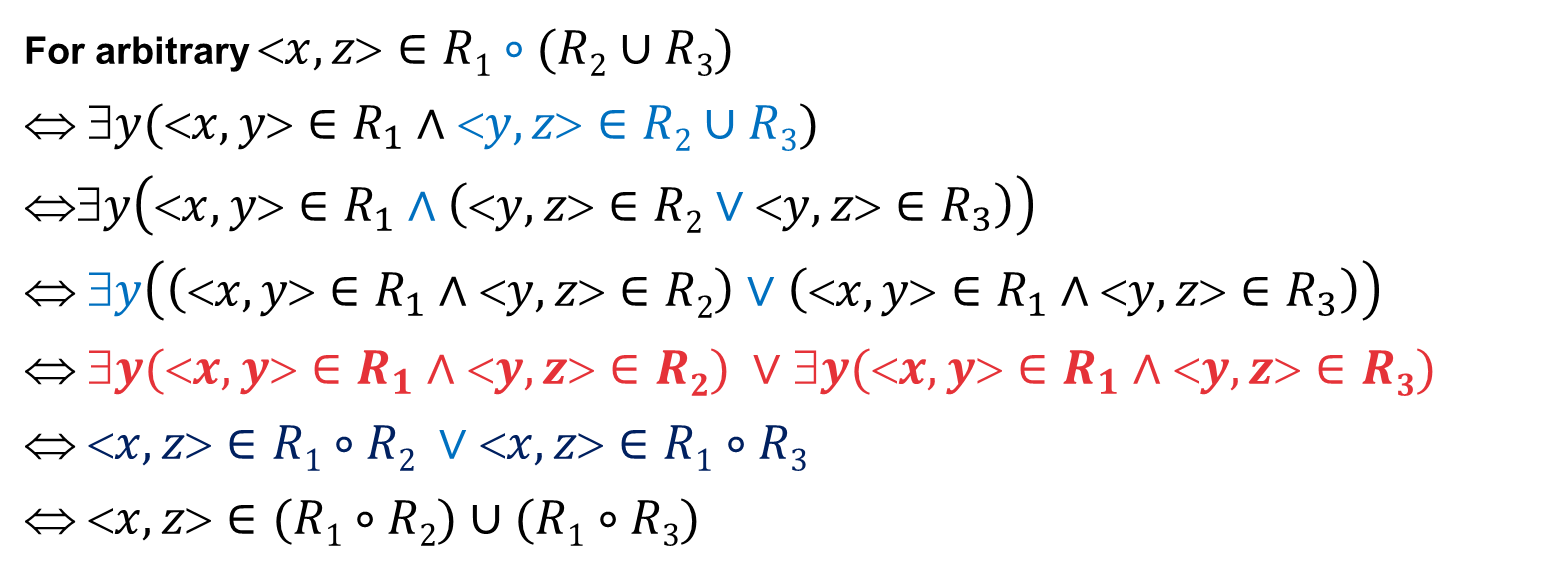 For arbitrary <x, z> ∈ R₁ ∘ (R₂ ∪ R₃)
⇔ ∃y(<x, y> ∈ R₁ ∧ <y, z> ∈ R₂ ∪ R₃)
⇔∃y(<x, y> ∈ R₁ ∧ (<y, z> ∈ R₂ ∨ <y, z> ∈ R₃))
⇔ ∃y((<x, y> ∈ R₁ ∧ <y, z> ∈ R₂) ∨ (<x, y> ∈ R₁ ∧ <y, z> ∈ R₃))
⇔ ∃y(<x, y> ∈ R₁ ∧ <y, z> ∈ R₂) ∨ ∃y(<x, y> ∈ R₁ ∧ <y, z> ∈ R₃)
⇔ <x, z> ∈ R₁ ∘ R₂ ∨ <x, z> ∈ R₁ ∘ R₃
⇔ <x, z> ∈ (R₁ ∘ R₂) ∪ (R₁ ∘ R₃)